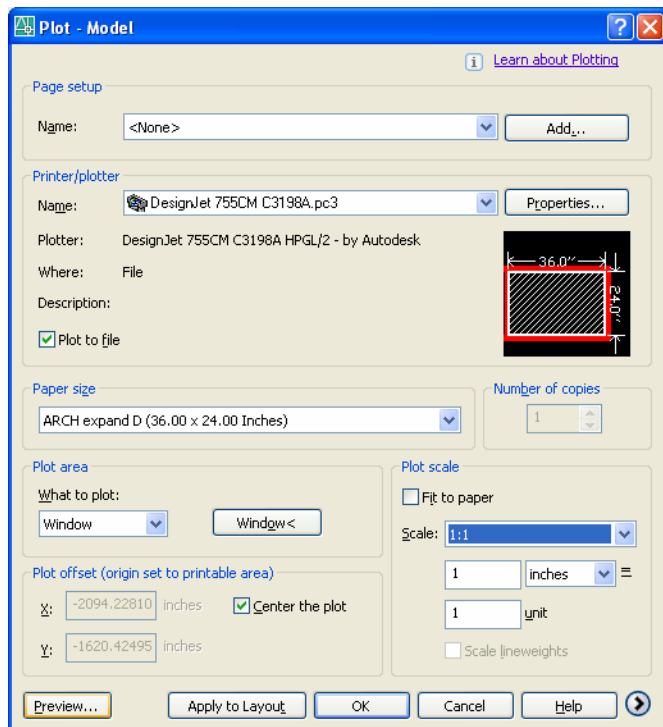 Plot - Model
Learn about Plotting
Page setup
Name: <None> Add...
Printer/plotter
Name: DesignJet 755CM C3198A.pc3 Properties...
Plotter: DesignJet 755CM C3198A HPGL/2 - by Autodesk
Where: File
Description:
Plot to file
36.0''
24.0''
Paper size
ARCH expand D (36.00 x 24.00 Inches)
Number of copies
1
Plot area
What to plot:
Window Window<
Plot offset (origin set to printable area)
X: -2094.22810 inches Center the plot
Y: -1620.42495 inches
Plot scale
Fit to paper
Scale: 1:1
1 inches =
1 unit
Scale lineweights
Preview... Apply to Layout OK Cancel Help